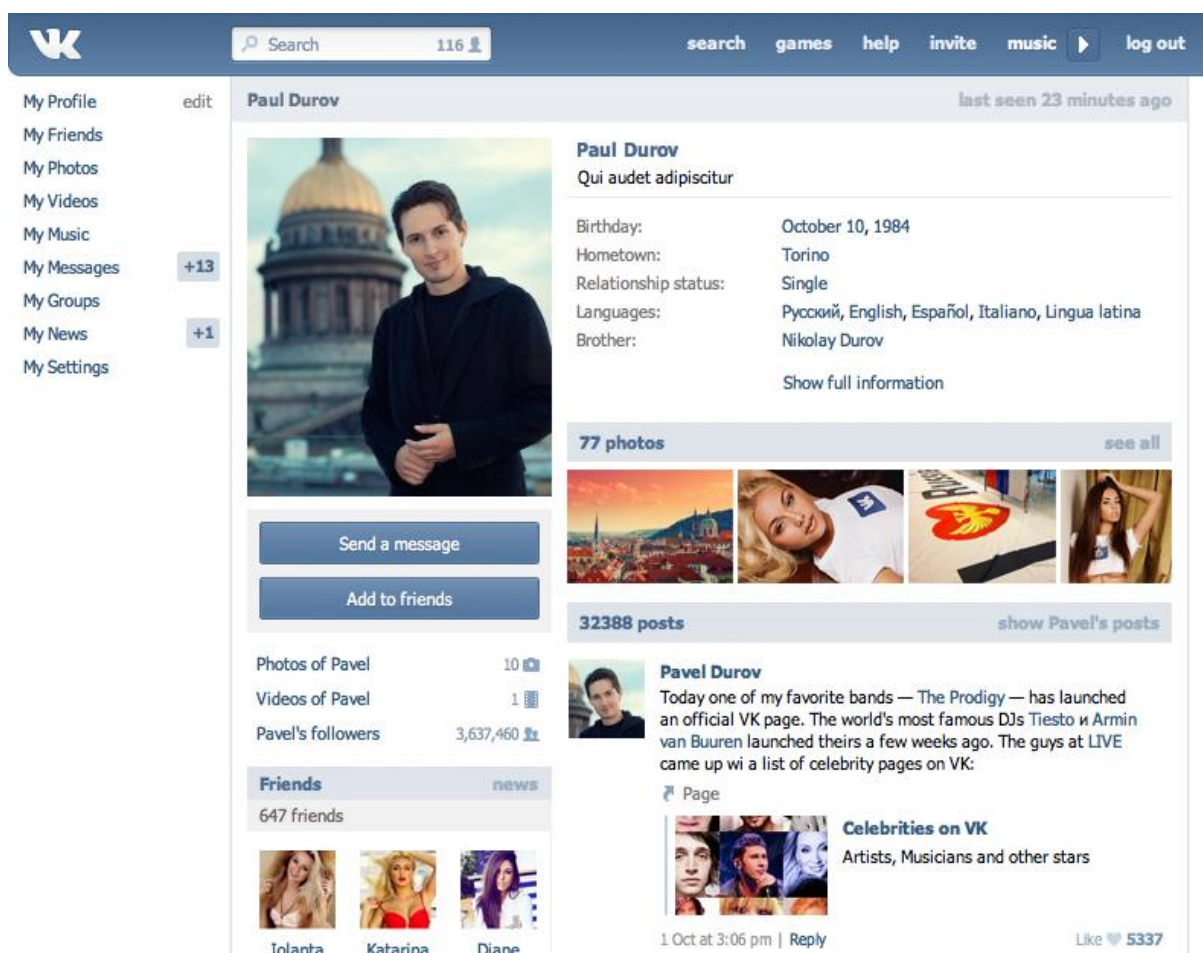 VK
Search 116
search games help invite music log out
My Profile edit
My Friends
My Photos
My Videos
My Music
My Messages +13
My Groups
My News +1
My Settings
Paul Durov last seen 23 minutes ago
Paul Durov
Qui audet adipiscitur
Birthday: October 10, 1984
Hometown: Torino
Relationship status: Single
Languages: Русский, English, Español, Italiano, Lingua latina
Brother: Nikolay Durov
Show full information
77 photos see all
Russia
Send a message
Add to friends
Photos of Pavel 10
Videos of Pavel 1
Pavel's followers 3,637,460
Friends news
647 friends
Iolanta Katarina Diane
32388 posts show Pavel's posts
Pavel Durov
Today one of my favorite bands — The Prodigy — has launched
an official VK page. The world's most famous DJs Tiesto и Armin
van Buuren launched theirs a few weeks ago. The guys at LIVE
came up wi a list of celebrity pages on VK:
Page
Celebrities on VK
Artists, Musicians and other stars
1 Oct at 3:06 pm | Reply Like 5337